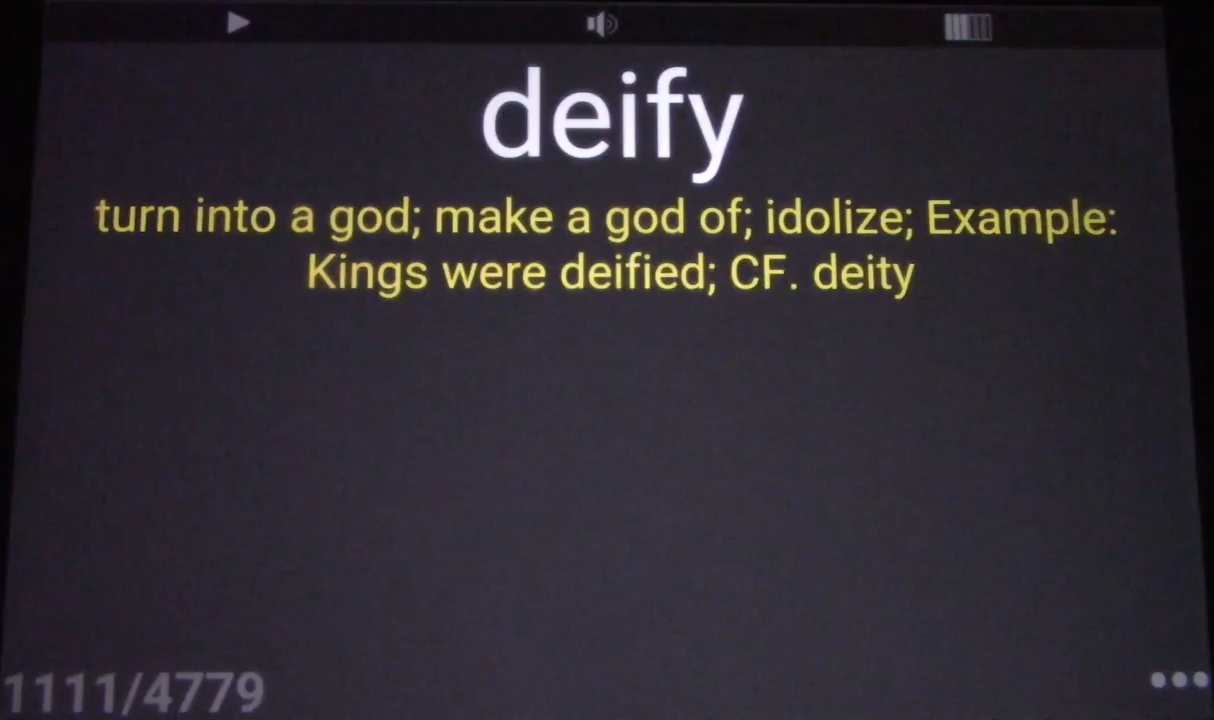 deify
turn into a god; make a god of; idolize; Example:
Kings were deified; CF. deity
1111/4779